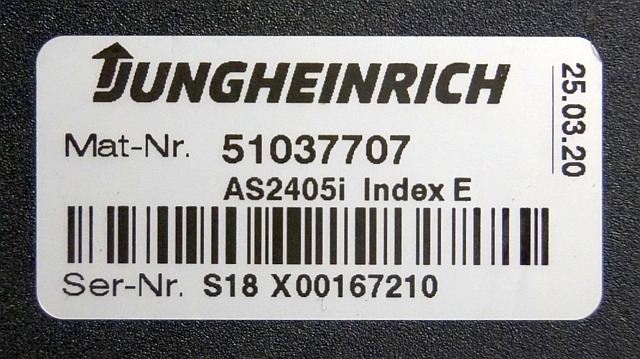 JUNGHEINRICH
Mat-Nr. 51037707
AS2405i Index E
Ser-Nr. S18 X00167210
25.03.20